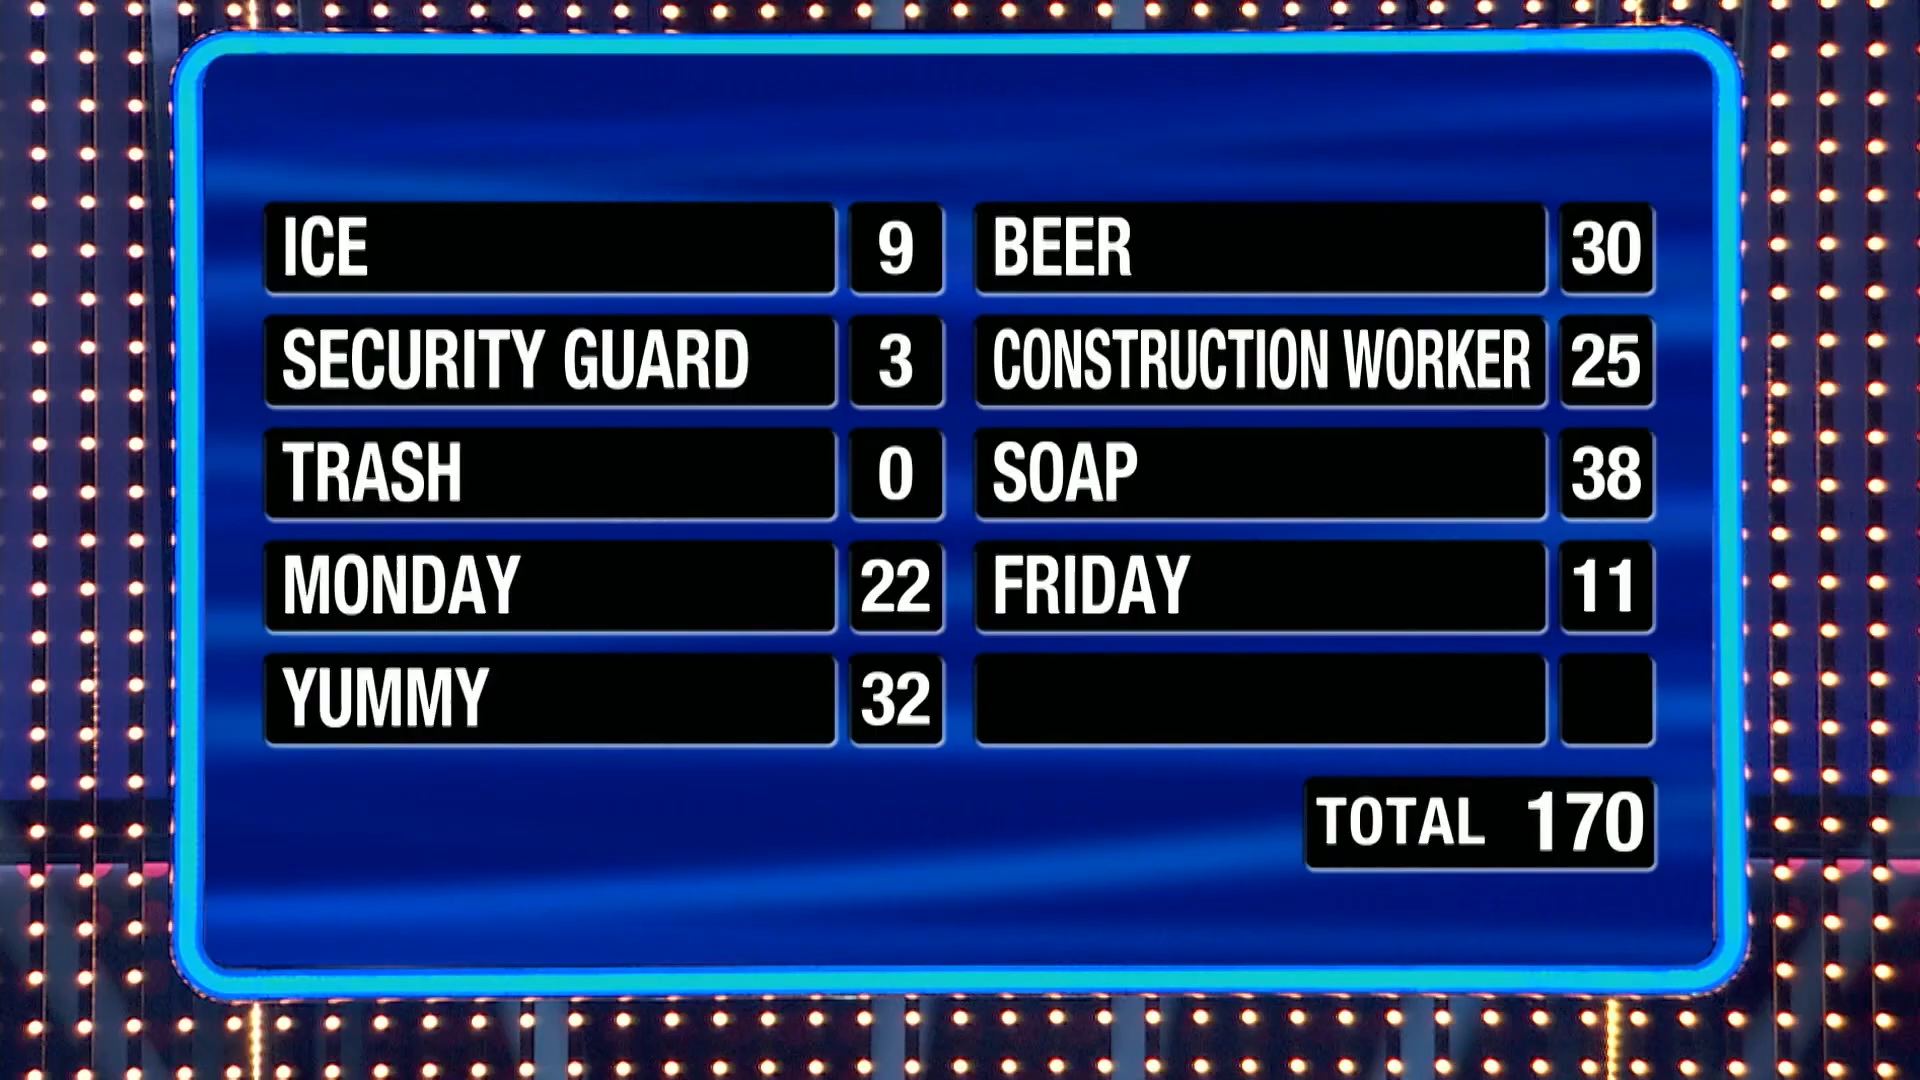 ICE 9
SECURITY GUARD 3
TRASH 0
MONDAY 22
YUMMY 32
BEER 30
CONSTRUCTION WORKER 25
SOAP 38
FRIDAY 11
TOTAL 170